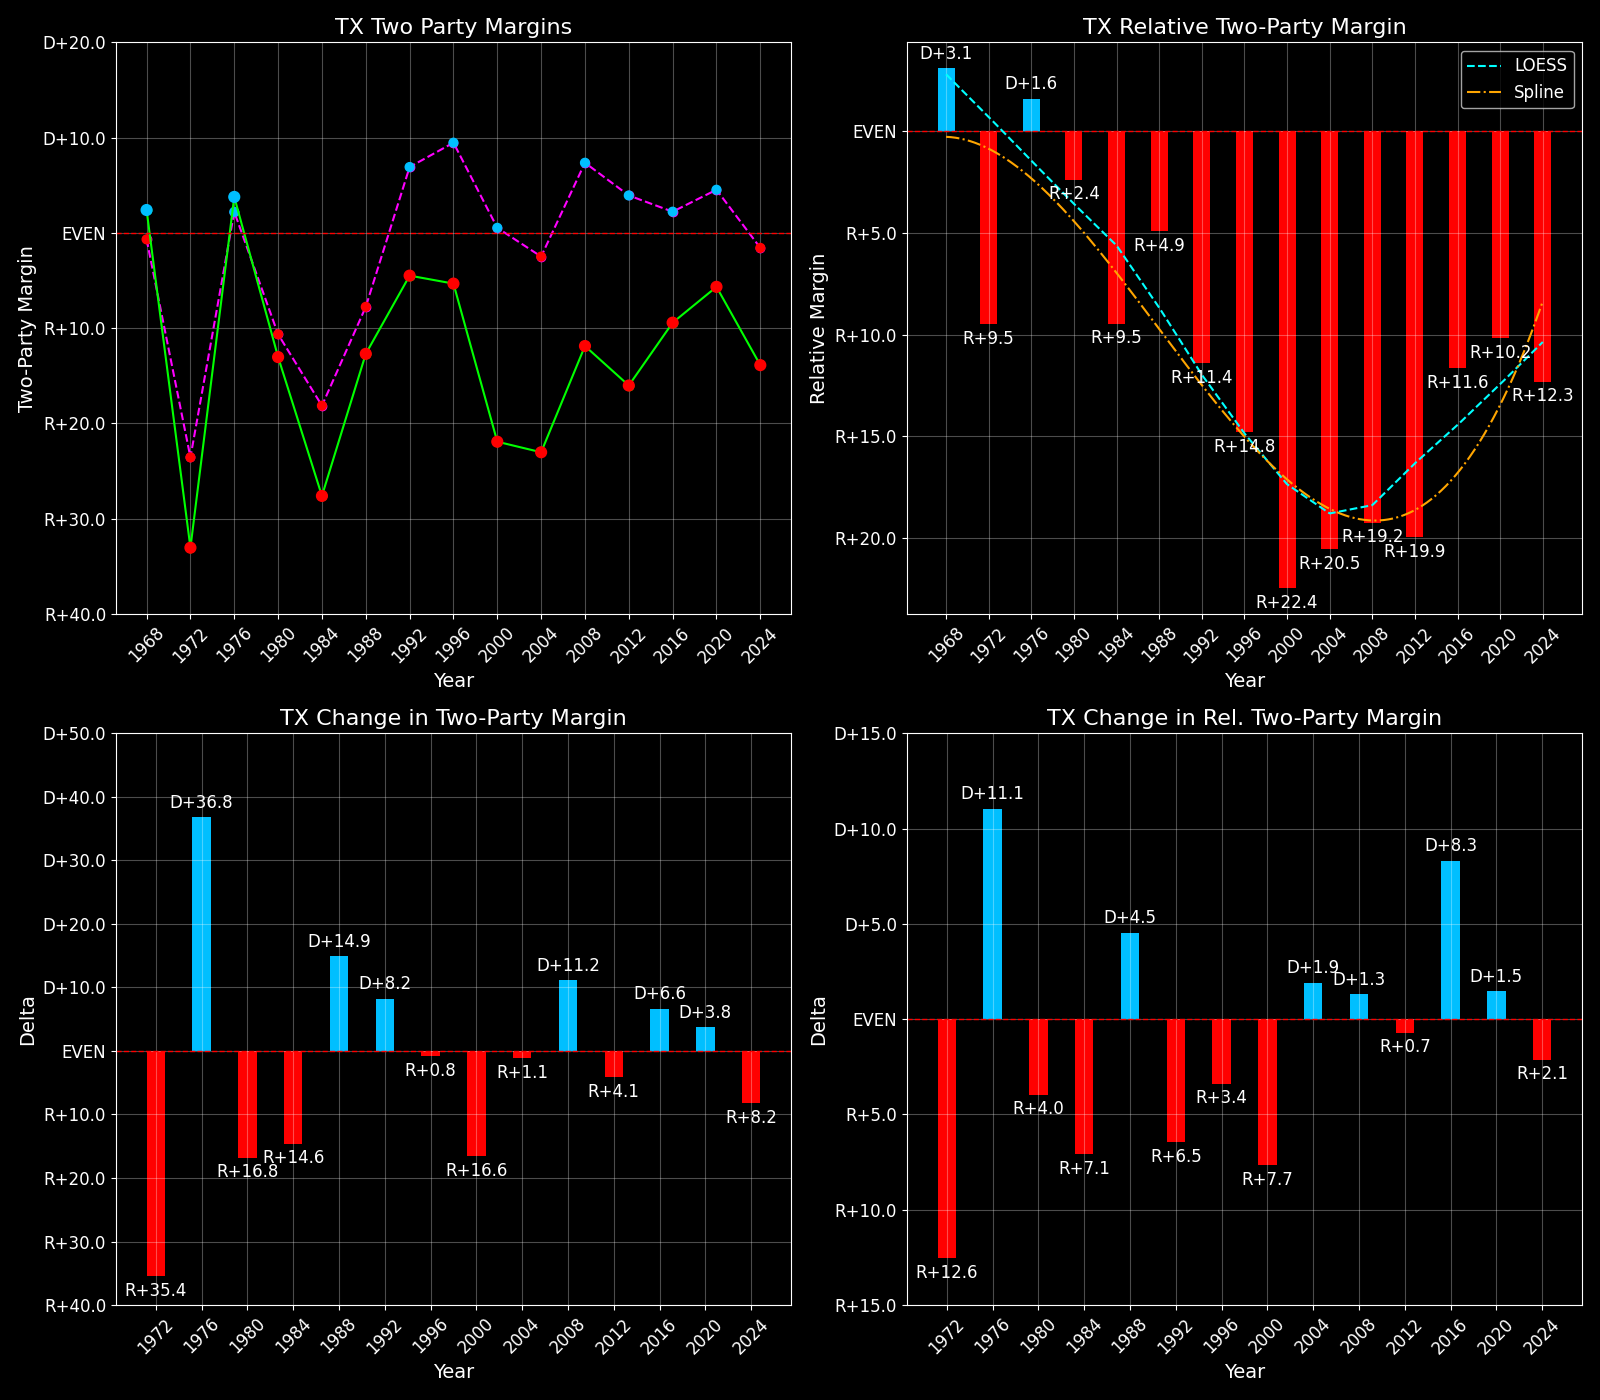 TX Two Party Margins
D+20.0
D+10.0
EVEN
R+10.0
R+20.0
R+30.0
R+40.0
Two-Party Margin
1968
1972
1976
1980
1984
1988
1992
1996
2000
2004
2008
2012
2016
2020
2024
Year
TX Relative Two-Party Margin
LOESS
Spline
EVEN
R+5.0
R+10.0
R+15.0
R+20.0
Relative Margin
D+3.1
R+9.5
D+1.6
R+2.4
R+9.5
R+4.9
R+11.4
R+14.8
R+22.4
R+20.5
R+19.2
R+19.9
R+11.6
R+10.2
R+12.3
1968
1972
1976
1980
1984
1988
1992
1996
2000
2004
2008
2012
2016
2020
2024
Year
TX Change in Two-Party Margin
D+50.0
D+40.0
D+30.0
D+20.0
D+10.0
EVEN
R+10.0
R+20.0
R+30.0
R+40.0
Delta
R+35.4
D+36.8
R+16.8
R+14.6
D+14.9
D+8.2
R+0.8
R+16.6
R+1.1
D+11.2
R+4.1
D+6.6
D+3.8
R+8.2
1972
1976
1980
1984
1988
1992
1996
2000
2004
2008
2012
2016
2020
2024
Year
TX Change in Rel. Two-Party Margin
D+15.0
D+10.0
D+5.0
EVEN
R+5.0
R+10.0
R+15.0
Delta
R+12.6
D+11.1
R+4.0
R+7.1
D+4.5
R+6.5
R+3.4
R+7.7
D+1.9
D+1.3
R+0.7
D+8.3
D+1.5
R+2.1
1972
1976
1980
1984
1988
1992
1996
2000
2004
2008
2012
2016
2020
2024
Year